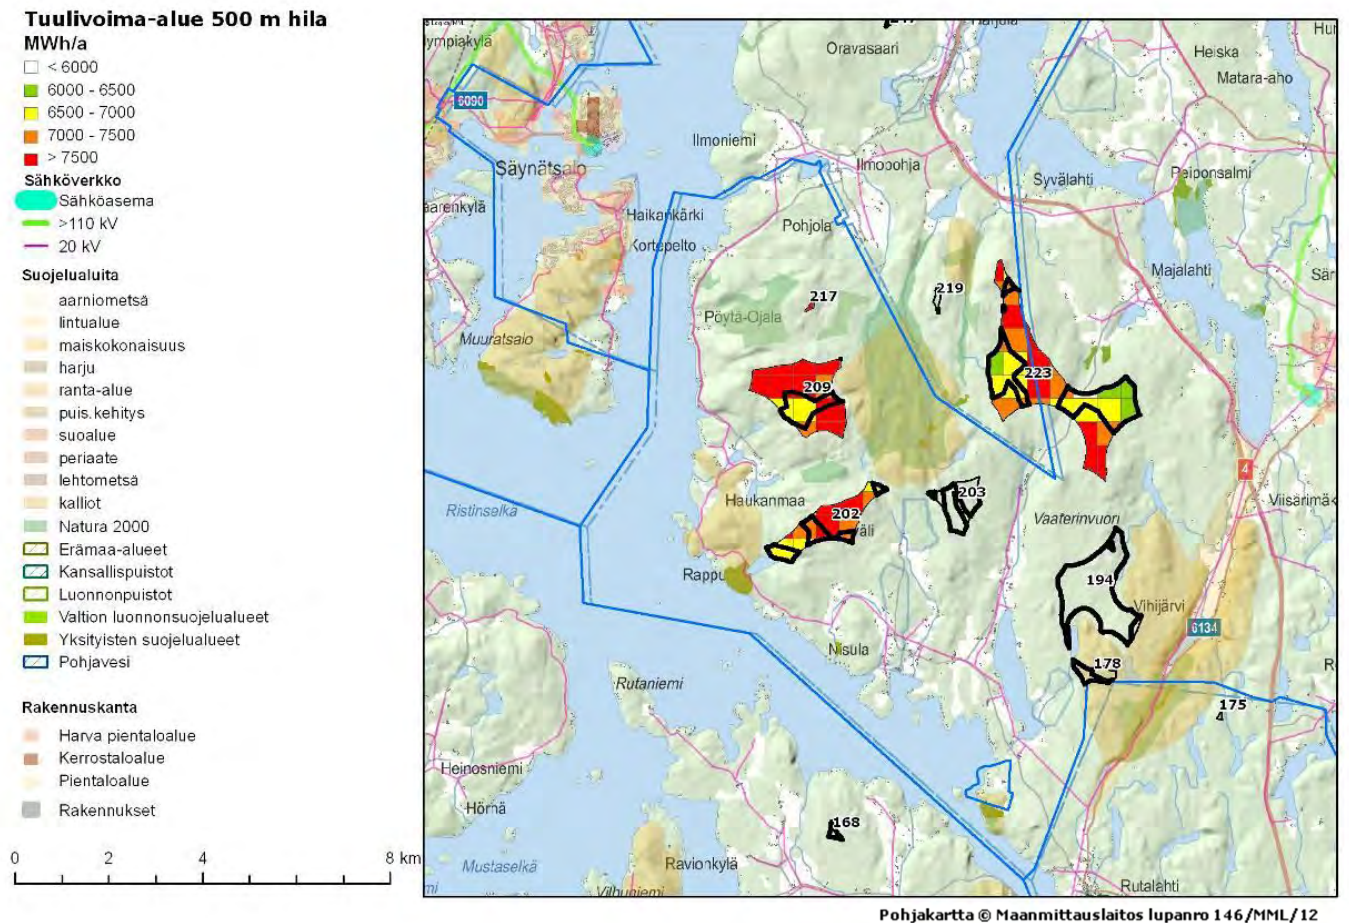 Tuulivoima-alue 500 m hila
MWh/a
< 6000
6000 - 6500
6500 - 7000
7000 - 7500
> 7500
Sähköverkko
Sähköasema
>110 kV
20 kV
Suojelualuita
aarniometsä
lintualue
maiskokonaisuus
harju
ranta-alue
puis.kehitys
suoalue
periaate
lehtometsä
kalliot
Natura 2000
Erämaa-alueet
Kansallispuistot
Luonnonpuistot
Valtion luonnonsuojelualueet
Yksityisten suojelualueet
Pohjavesi
Rakennuskanta
Harva pientaloalue
Kerrostaloalue
Pientaloalue
Rakennukset
0 2 4 8 km
Oravasaari
Heiska
Matara-aho
6090
Ilmoniemi
Ilmopohja
Säynätsalo
Syvälahti
Peiponsalmi
Haikankärki
Pohjola
Kortepelto
Majalahti
217
219
Pöytä-Ojala
Muuratsalo
209
223
4
Haukanmaa
203
Viisärimäk
Ristinselkä
202
Vaaterinvuori
Rappu
194
Vihijärvi
6134
Nisula
178
Rutaniemi
175
Heinosniemi
Hörhä
168
Mustaselkä
Ravionkylä
Vilhuniemi
Rutalahti
Pohjakartta © Maanmittauslaitos lupanro 146/MML/12